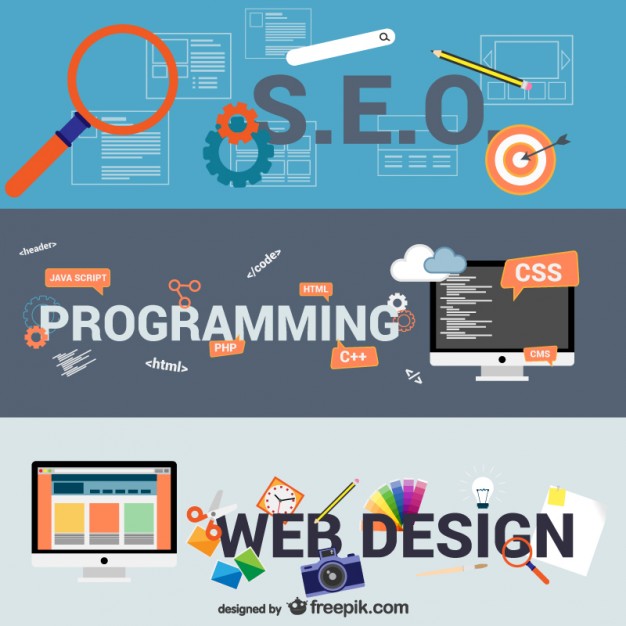 S.E.O.
<header>
</code>
JAVA SCRIPT
HTML
CSS
PROGRAMMING
PHP
C++
CMS
<html>
</>
WEB DESIGN
designed by freepik.com